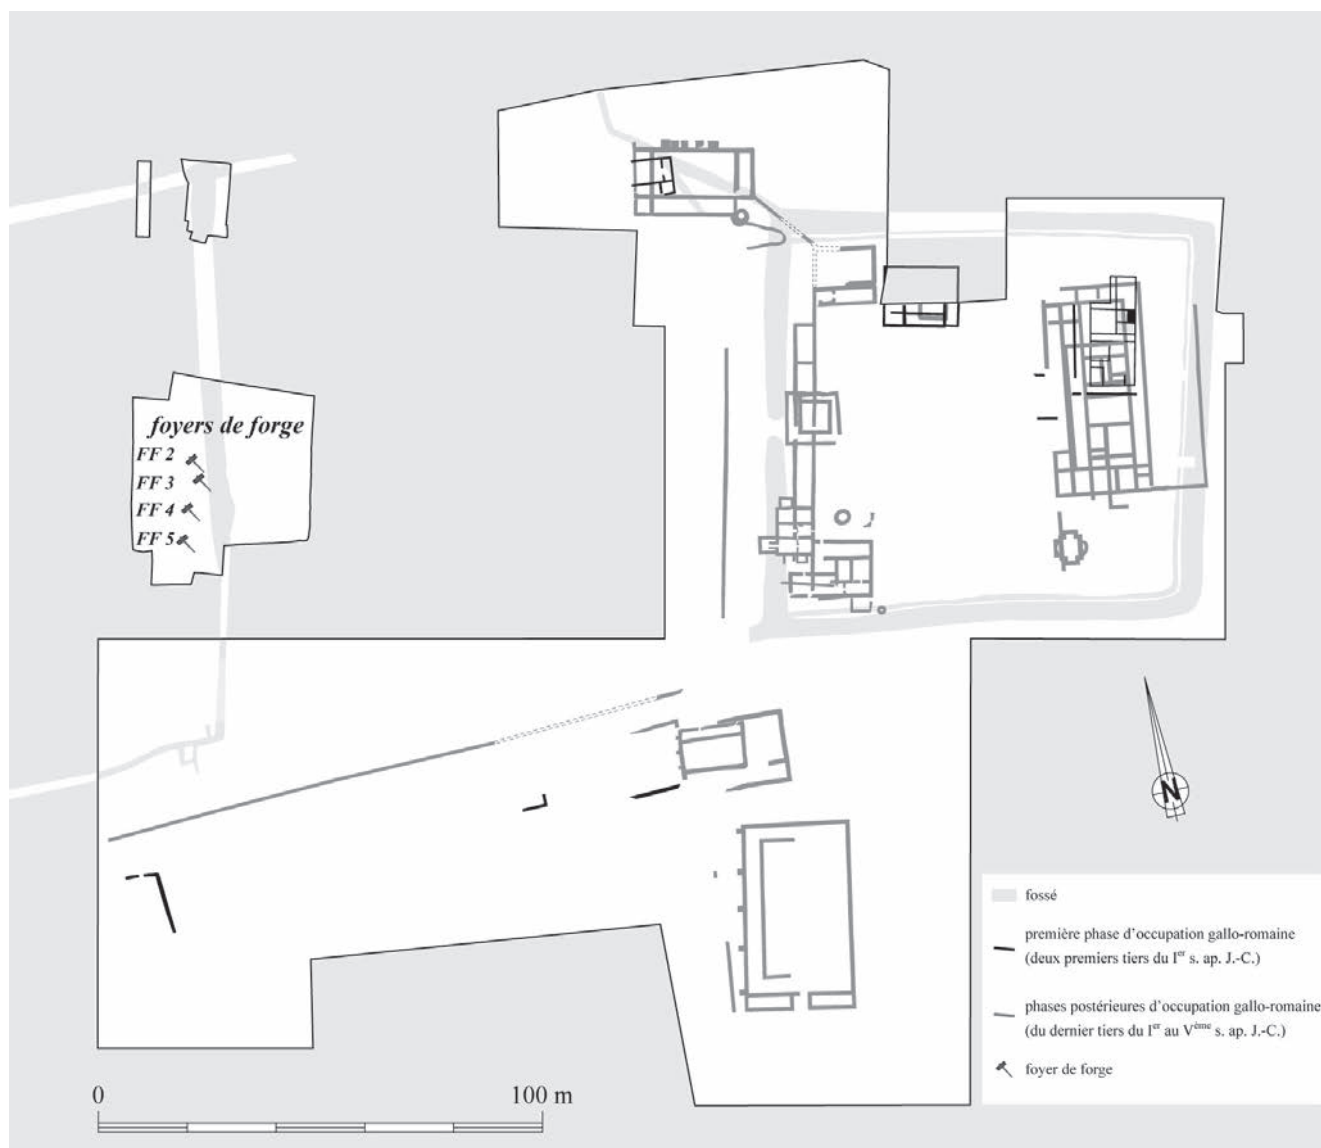 foyers de forge
FF 2
FF 3
FF 4
FF 5
N
fossé
première phase d'occupation gallo-romaine
(deux premiers tiers du Ier s. ap. J.-C.)
phases postérieures d'occupation gallo-romaine
(du dernier tiers du Ier au Vème s. ap. J.-C.)
foyer de forge
0 100 m